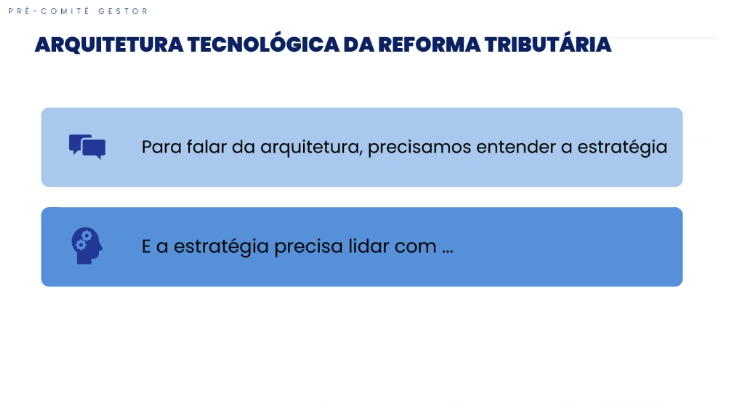 PRÉ-COMITÊ GESTOR
ARQUITETURA TECNOLÓGICA DA REFORMA TRIBUTÁRIA
Para falar da arquitetura, precisamos entender a estratégia
E a estratégia precisa lidar com ...